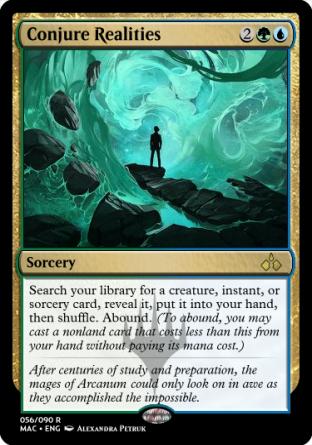 Conjure Realities 2
Sorcery
Search your library for a creature, instant, or
sorcery card, reveal it, put it into your hand,
then shuffle. Abound. (To abound, you may
cast a nonland card that costs less than this from
your hand without paying its mana cost.)
After centuries of study and preparation, the
mages of Arcanum could only look on in awe as
they accomplished the impossible.
056/090 R
MAC • ENG Alexandra Petruk